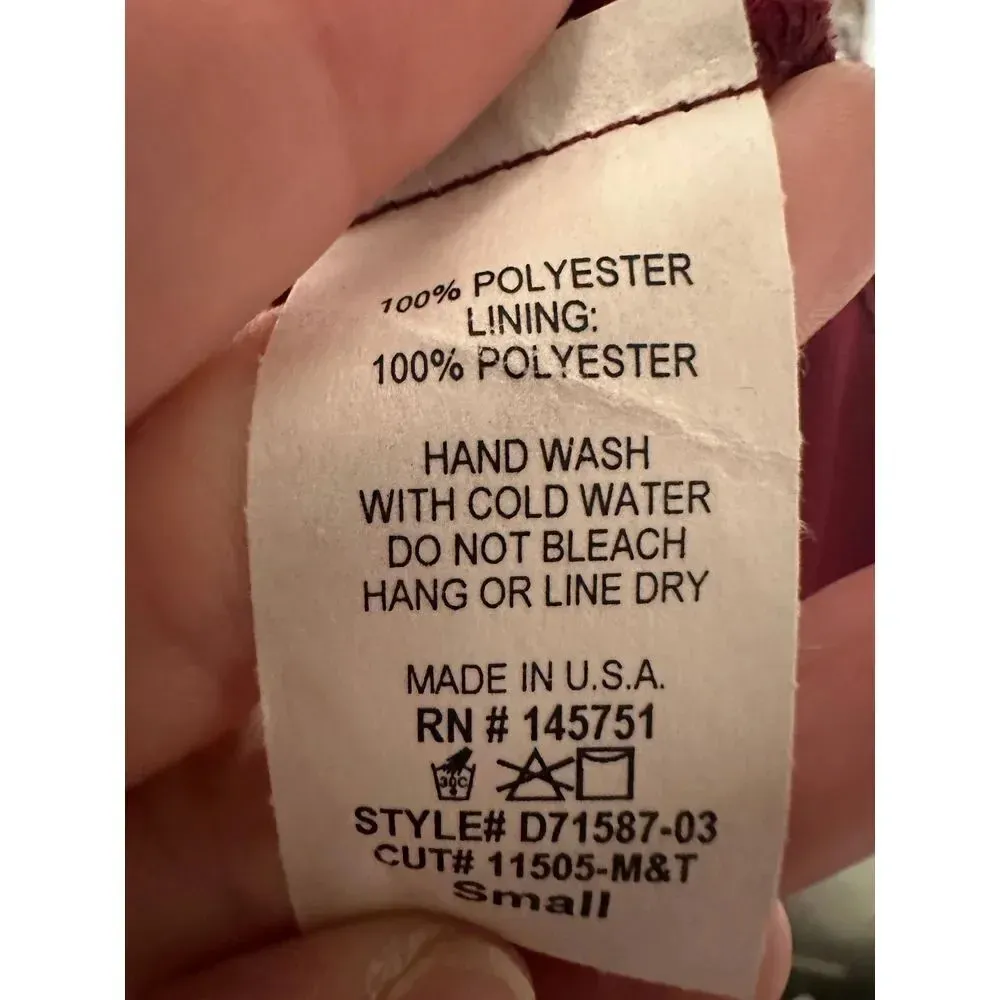 100% POLYESTER
LINING:
100% POLYESTER
HAND WASH
WITH COLD WATER
DO NOT BLEACH
HANG OR LINE DRY
MADE IN U.S.A.
RN # 145751
30C
STYLE# D71587-03
CUT# 11505-M&T
Small